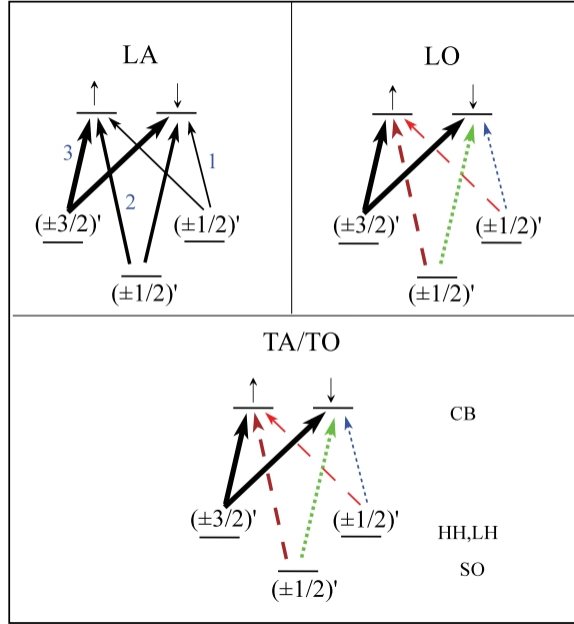 LA
↑ ↓
3
1
2
(±3/2)' (±1/2)'
(±1/2)'
LO
↑ ↓
(±3/2)' (±1/2)'
(±1/2)'
TA/TO
↑ ↓
CB
(±3/2)' (±1/2)'
HH,LH
SO
(±1/2)'